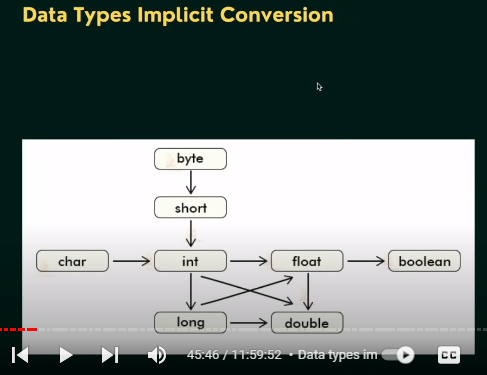 Data Types Implicit Conversion
byte
short
char int float boolean
long double
45:46 / 11:59:52 • Data types im
CC